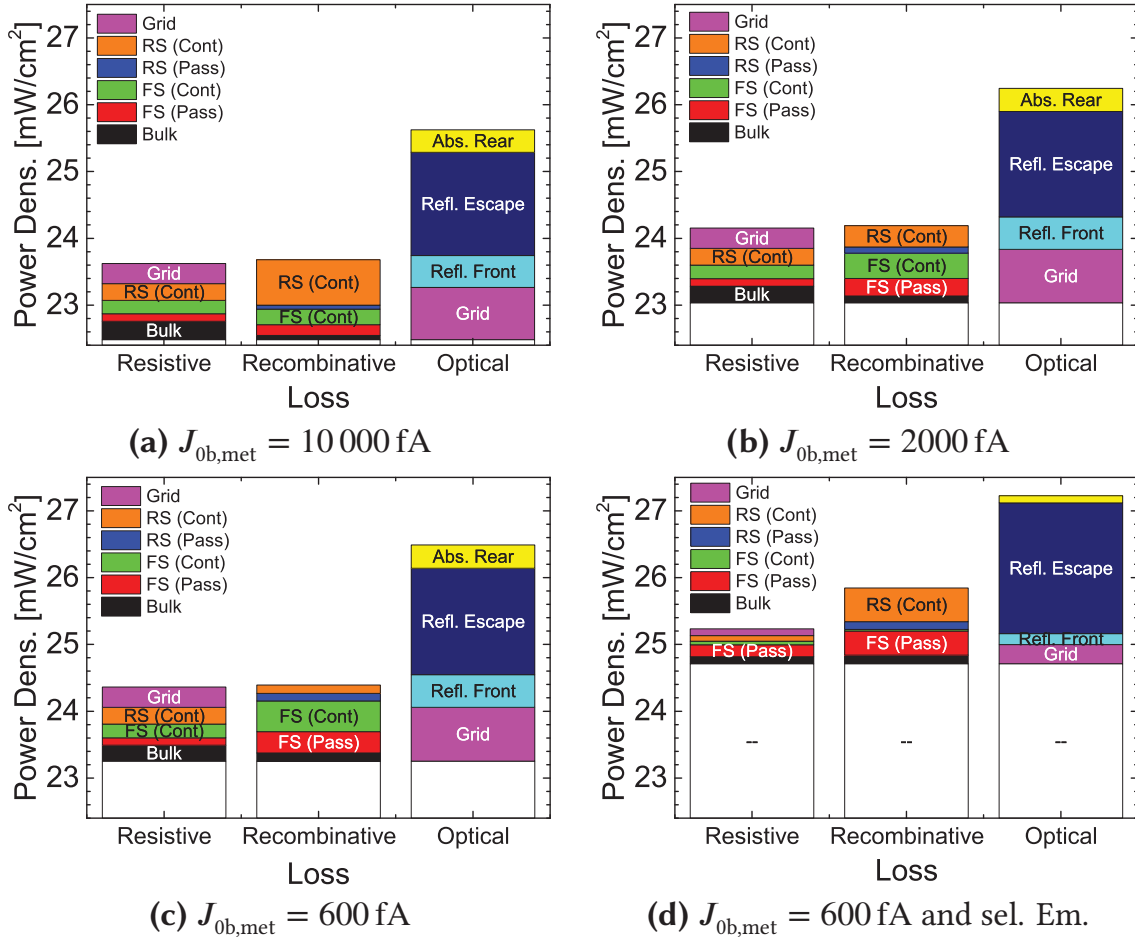 Power Dens. [mW/cm²]
27
26
25
24
23
Grid
RS (Cont)
RS (Pass)
FS (Cont)
FS (Pass)
Bulk
Grid
RS (Cont)
Bulk
RS (Cont)
FS (Cont)
Abs. Rear
Refl. Escape
Refl. Front
Grid
Resistive Recombinative Optical
Loss
(a) J0b,met = 10 000 fA
Power Dens. [mW/cm²]
27
26
25
24
23
Grid
RS (Cont)
RS (Pass)
FS (Cont)
FS (Pass)
Bulk
Grid
RS (Cont)
Bulk
RS (Cont)
FS (Cont)
FS (Pass)
Abs. Rear
Refl. Escape
Refl. Front
Grid
Resistive Recombinative Optical
Loss
(b) J0b,met = 2000 fA
Power Dens. [mW/cm²]
27
26
25
24
23
Grid
RS (Cont)
RS (Pass)
FS (Cont)
FS (Pass)
Bulk
Grid
RS (Cont)
FS (Cont)
Bulk
FS (Cont)
FS (Pass)
Abs. Rear
Refl. Escape
Refl. Front
Grid
Resistive Recombinative Optical
Loss
(c) J0b,met = 600 fA
Power Dens. [mW/cm²]
27
26
25
24
23
Grid
RS (Cont)
RS (Pass)
FS (Cont)
FS (Pass)
Bulk
FS (Pass)
--
RS (Cont)
FS (Pass)
--
Refl. Escape
Refl. Front
Grid
--
Resistive Recombinative Optical
Loss
(d) J0b,met = 600 fA and sel. Em.